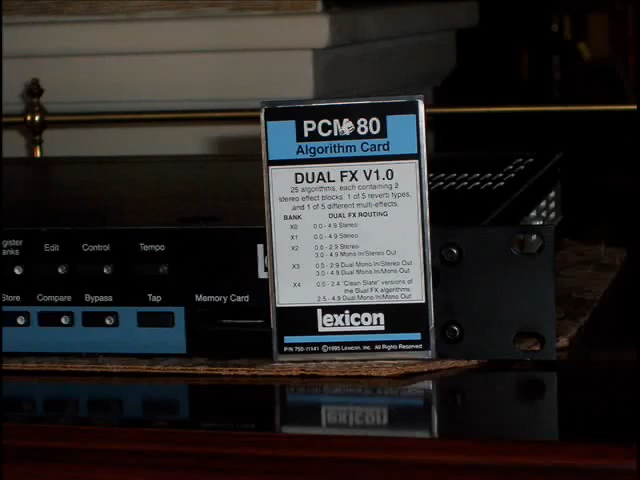 PCM 80
Algorithm Card
DUAL FX V1.0
25 algorithms, each containing 2
stereo effect blocks: 1 of 5 reverb types,
and 1 of 5 different multi-effects.
BANK DUAL FX ROUTING
X0 0.0 - 4.9 Stereo
X1 0.0 - 4.9 Stereo
X2 0.0 - 2.9 Stereo
3.0 - 4.9 Mono In/Stereo Out
X3 0.0 - 2.9 Dual Mono In/Stereo Out
3.0 - 4.9 Dual Mono In/Mono Out
X4 0.0 - 2.4 "Clean Slate" versions of
the Dual FX algorithms
2.5 - 4.9 Dual Mono In/Mono Out
lexicon
P/N 750- ©1995 Lexicon, Inc. All Rights Reserved
Edit Control Tempo
Store Compare Bypass Tap Memory Card